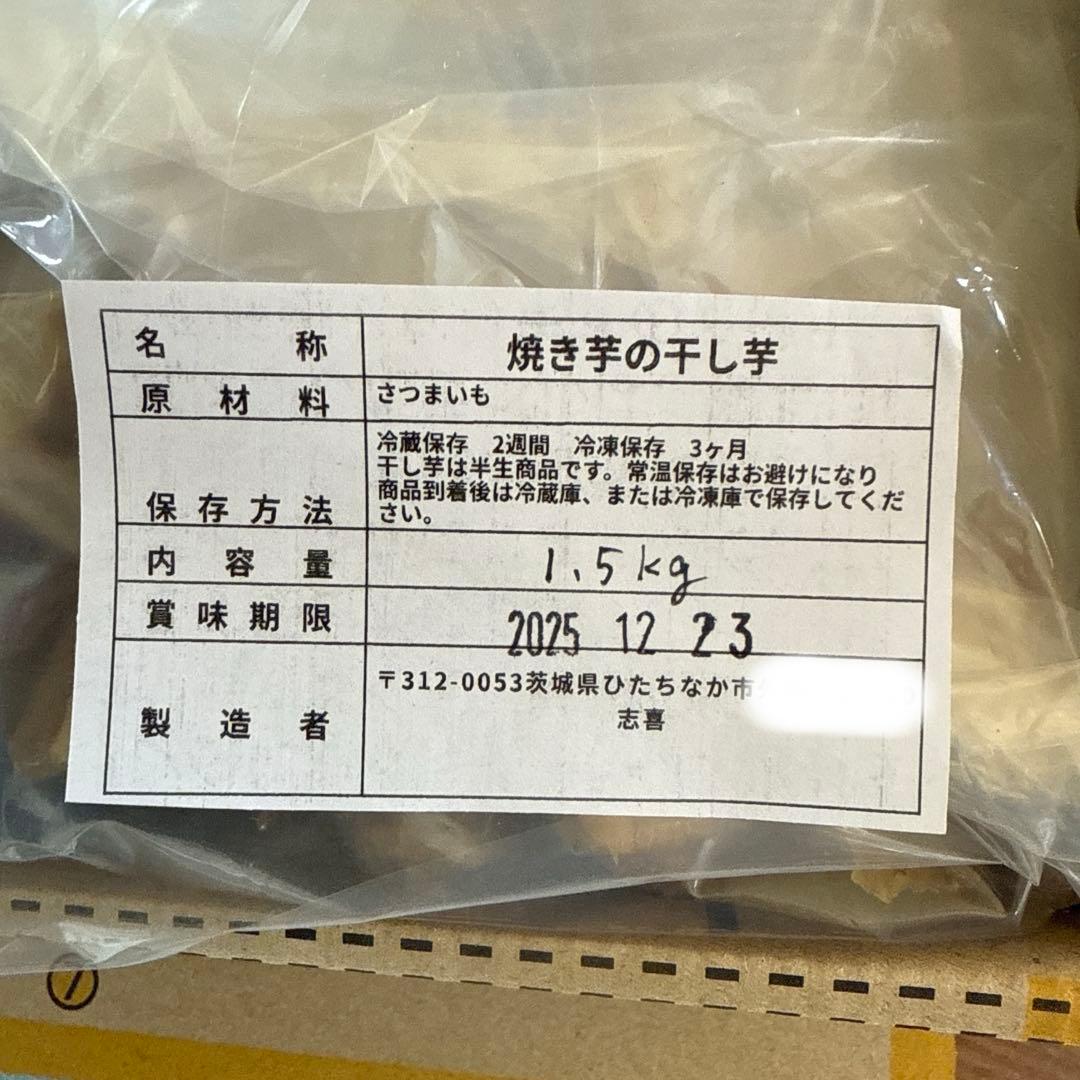 名称 焼き芋の干し芋
原材料 さつまいも
冷蔵保存 2週間 冷凍保存 3ヶ月
干し芋は半生商品です。常温保存はお避けになり
商品到着後は冷蔵庫、または冷凍庫で保存してくだ
保存方法 さい。
内容量 1.5kg
賞味期限 2025 12 23
〒312-0053茨城県ひたちなか市
製造者 志喜
7